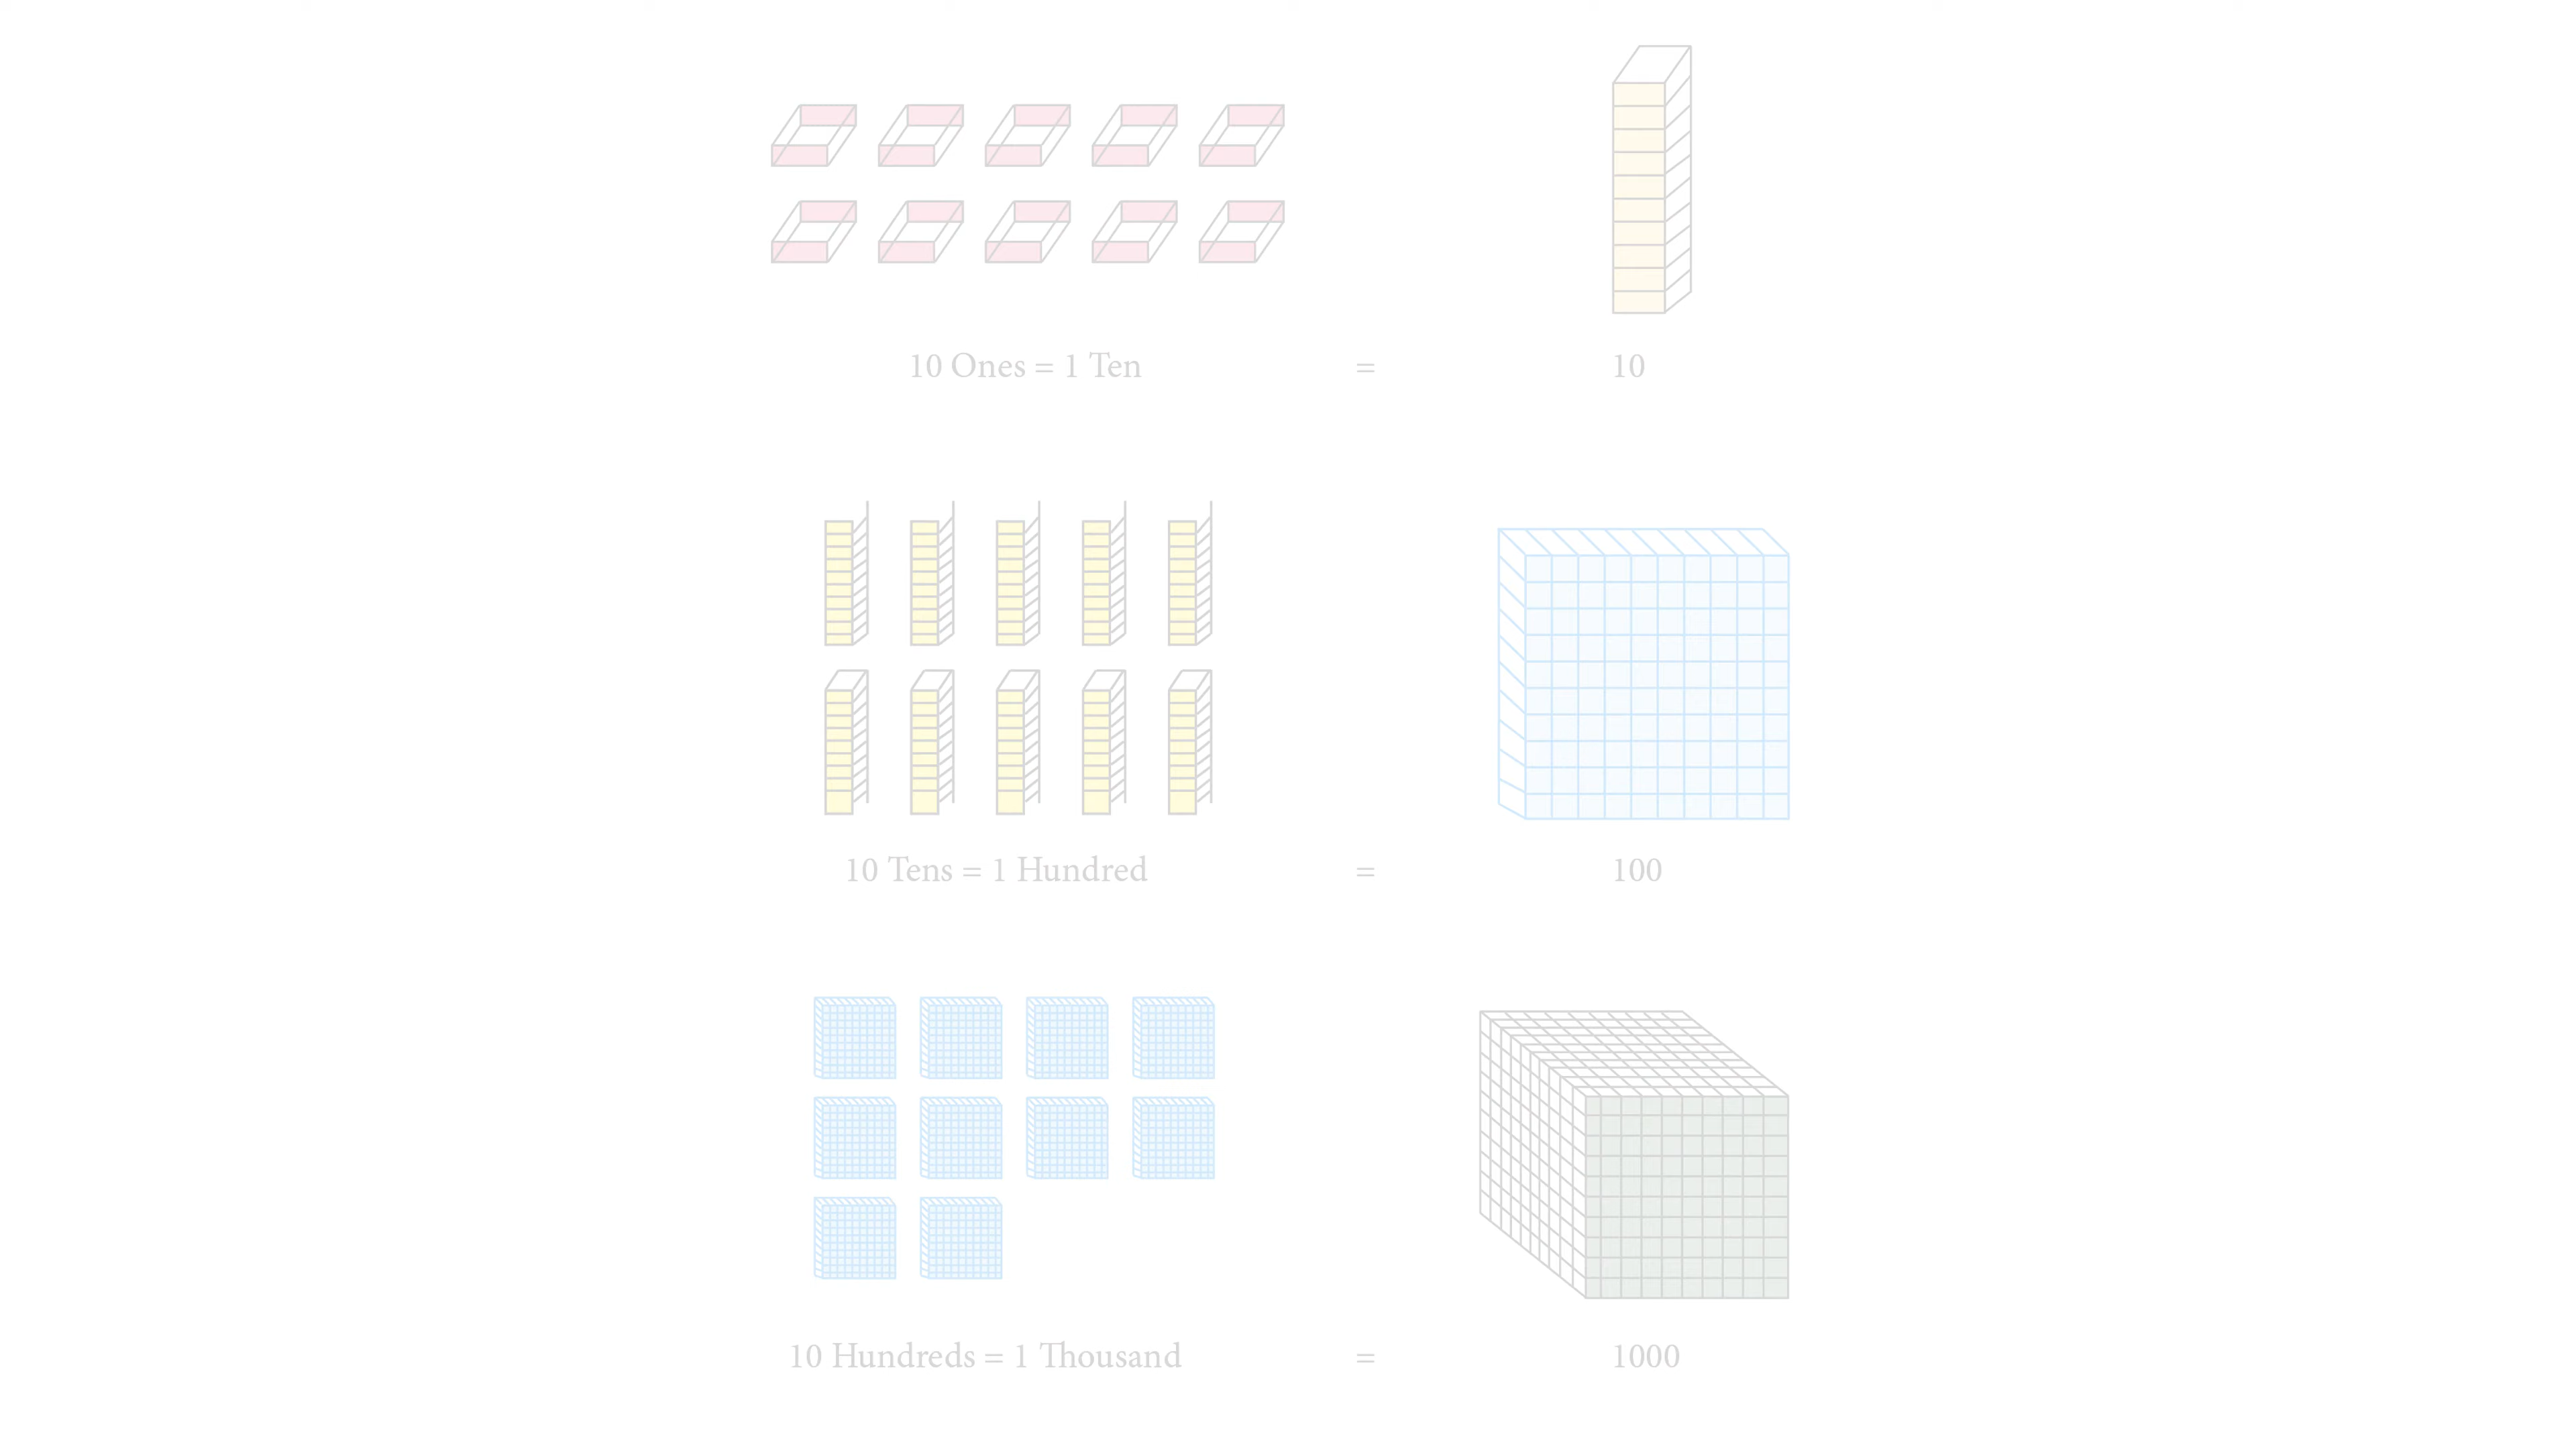 10 Ones = 1 Ten = 10
10 Tens = 1 Hundred = 100
10 Hundreds = 1 Thousand = 1000